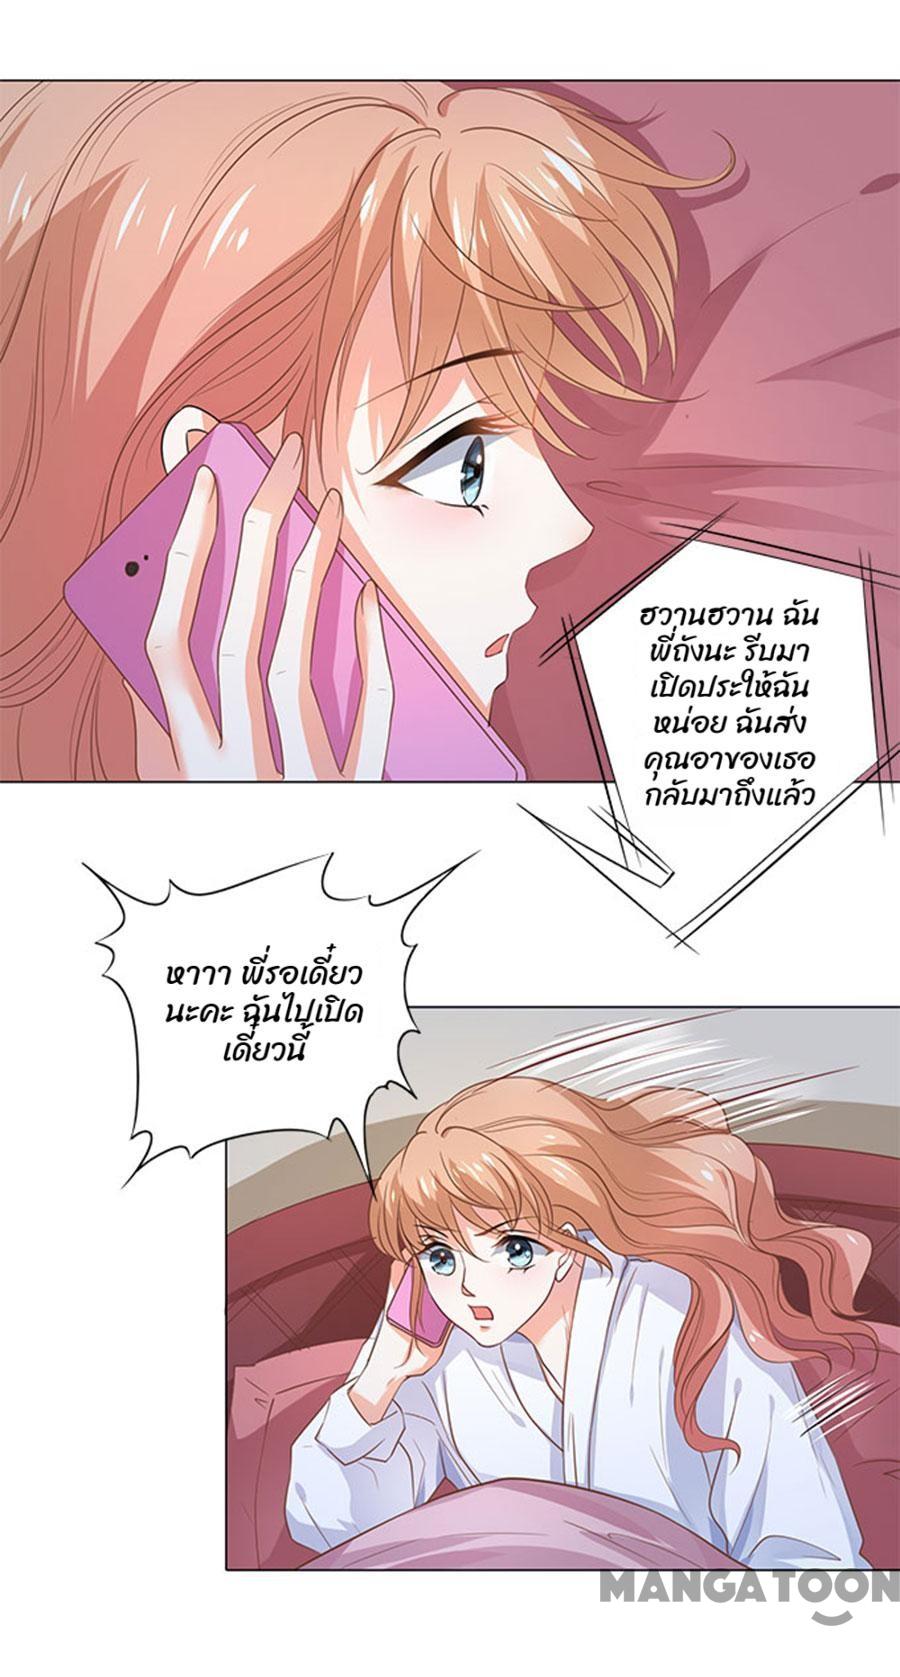 ฮวานฮวาน ฉัน
พี่ถังนะ รีบมา
เปิดประให้ฉัน
หน่อย ฉันส่ง
คุณอาของเธอ
กลับมาถึงแล้ว
หาาา พี่รอเดี๋ยว
นะคะ ฉันไปเปิด
เดี๋ยวนี้
MANGATOON